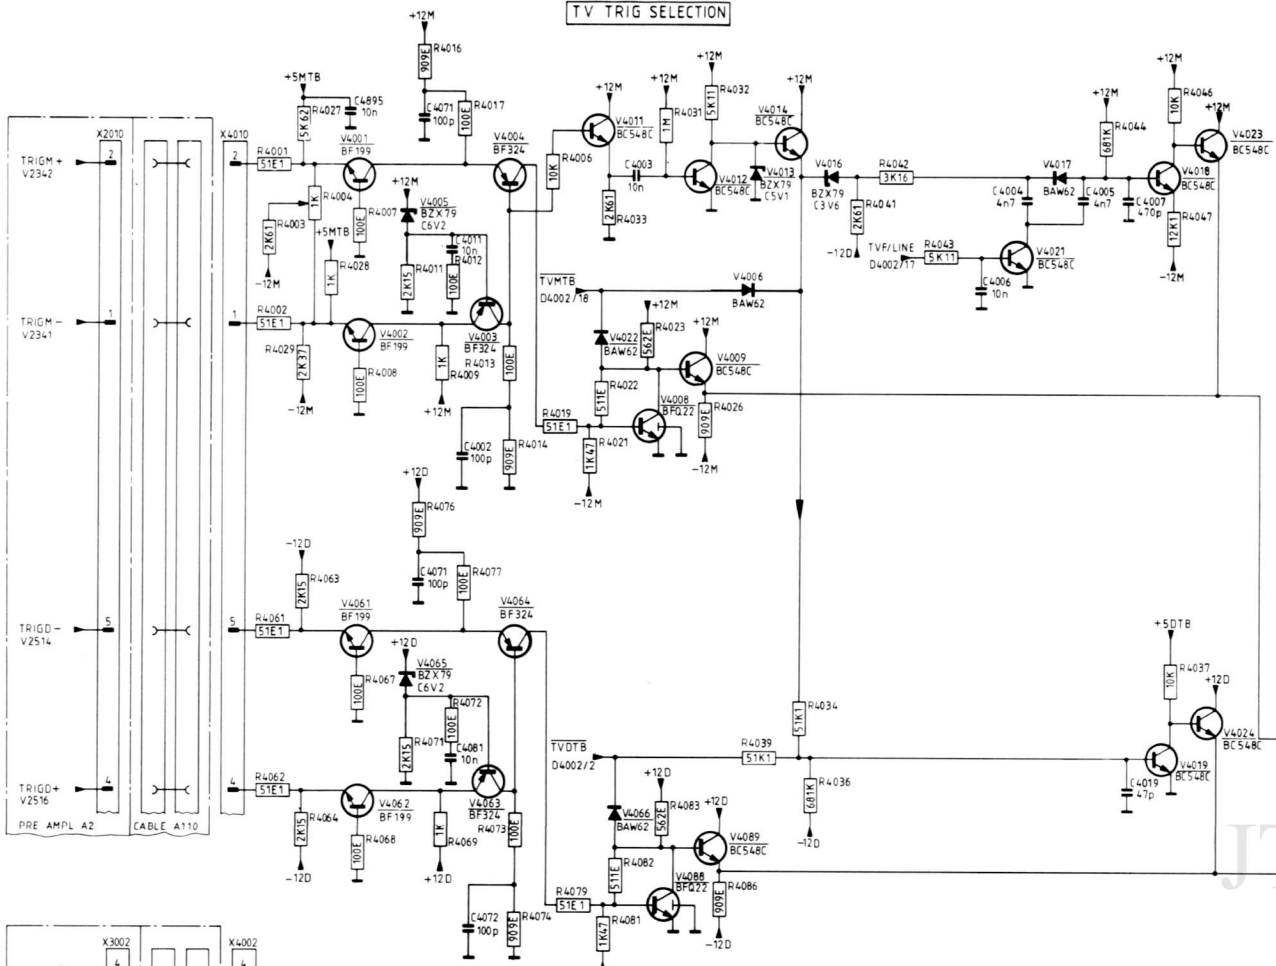 TV TRIG SELECTION
+12M
R4016
909E
+5MTB
C4895
10n
R4027
5K62
C4071
100p
R4017
100E
X2010
X4010
TRIGM +
V2342
2
2
R4001
51E1
V4001
BF199
V4004
BF324
R4004
1K
R4003
2K61
-12M
+5MTB
R4028
1K
R4007
100E
+12M
V4005
BZX79
C6V2
C4011
10n
R4012
100E
R4011
2K15
TRIGM -
V2341
1
1
R4002
51E1
V4002
BF199
V4003
BF324
R4013
100E
R4029
2K37
-12M
R4008
100E
1K
R4009
+12M
C4002
100p
R4014
909E
R4006
10K
+12M
V4011
BC548C
C4003
10n
R4033
2K61
+12M
R4031
1M
+12M
R4032
5K11
V4012
BC548C
+12M
V4014
BC548C
V4013
BZX79
C5V1
V4016
BZX79
C3V6
R4042
3K16
R4041
2K61
-12D
TVF/LINE
D4002/17
R4043
5K11
C4006
10n
V4021
BC548C
C4004
4n7
V4017
BAW62
C4005
4n7
+12M
R4044
681K
C4007
470p
+12M
R4046
10K
V4018
BC548C
R4047
12K1
-12M
+12M
V4023
BC548C
TVMTB
D4002/18
V4006
BAW62
V4022
BAW62
+12M
R4023
562E
R4022
511E
+12M
V4009
BC548C
V4008
BFQ22
R4026
909E
-12M
R4019
51E1
R4021
1K47
-12M
+12D
R4076
909E
C4071
100p
R4077
100E
-12D
R4063
2K15
TRIGD-
V2514
5
5
R4061
51E1
V4061
BF199
V4064
BF324
R4067
100E
+12D
V4065
BZX79
C6V2
R4072
100E
R4071
2K15
C4081
10n
TRIGD+
V2516
4
4
R4062
51E1
V4062
BF199
V4063
BF324
R4073
100E
R4064
2K15
-12D
R4068
100E
1K
R4069
+12D
C4072
100p
R4074
909E
PRE AMPL A2
CABLE A110
TVDTB
D4002/2
R4039
51K1
R4034
51K1
R4036
681K
-12D
V4066
BAW62
+12D
R4083
562E
R4082
511E
+12D
V4089
BC548C
V4088
BFQ22
R4086
909E
-12D
R4079
51E1
R4081
1K47
+5DTB
R4037
10K
+12D
V4024
BC548C
V4019
BC548C
C4019
47p
X3002
4
X4002
4